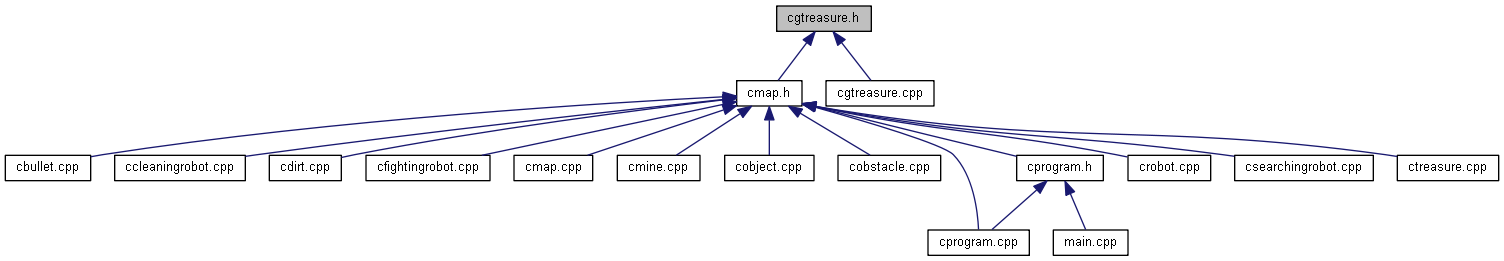 cgtreasure.h
cmap.h
cgtreasure.cpp
cbullet.cpp
ccleaningrobot.cpp
cdirt.cpp
cfightingrobot.cpp
cmap.cpp
cmine.cpp
cobject.cpp
cobstacle.cpp
cprogram.h
crobot.cpp
csearchingrobot.cpp
ctreasure.cpp
cprogram.cpp
main.cpp